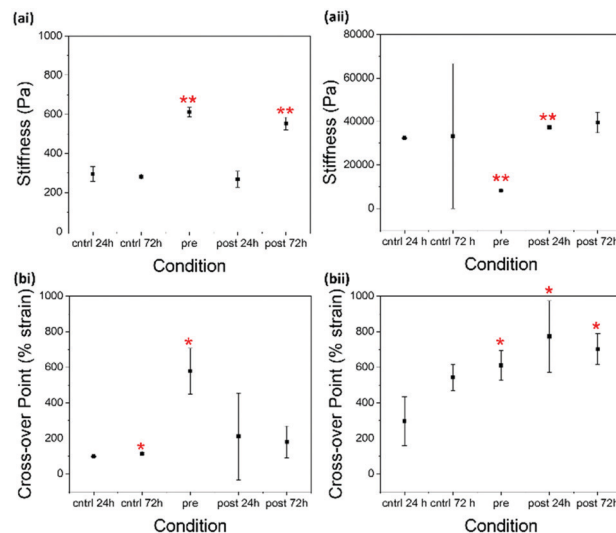 (ai)
1000
800
600
400
200
0
Stiffness (Pa)
**
**
cntrl 24h cntrl 72h pre post 24h post 72h
Condition
(aii)
80000
60000
40000
20000
0
Stiffness (Pa)
**
**
cntrl 24 h cntrl 72 h pre post 24h post 72h
Condition
(bi)
1000
800
600
400
200
0
Cross-over Point (% strain)
*
*
cntrl 24h cntrl 72h pre post 24h post 72h
Condition
(bii)
1000
800
600
400
200
0
Cross-over Point (% strain)
*
*
*
cntrl 24 h cntrl 72 h pre post 24h post 72h
Condition